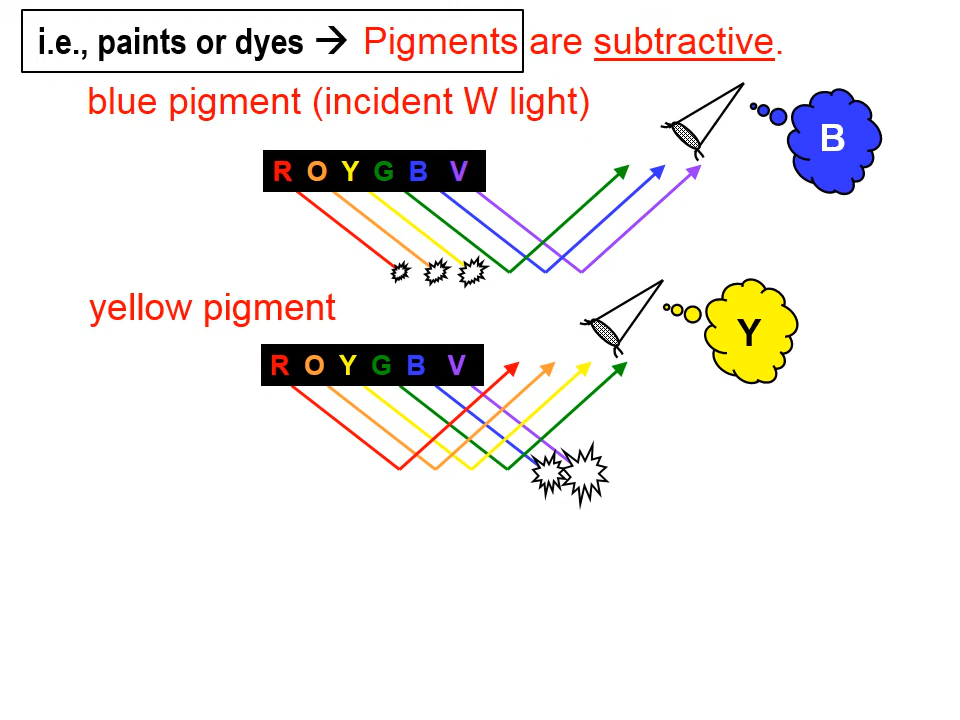 i.e., paints or dyes → Pigments are subtractive.
blue pigment (incident W light)
B
R O Y G B V
yellow pigment
Y
R O Y G B V